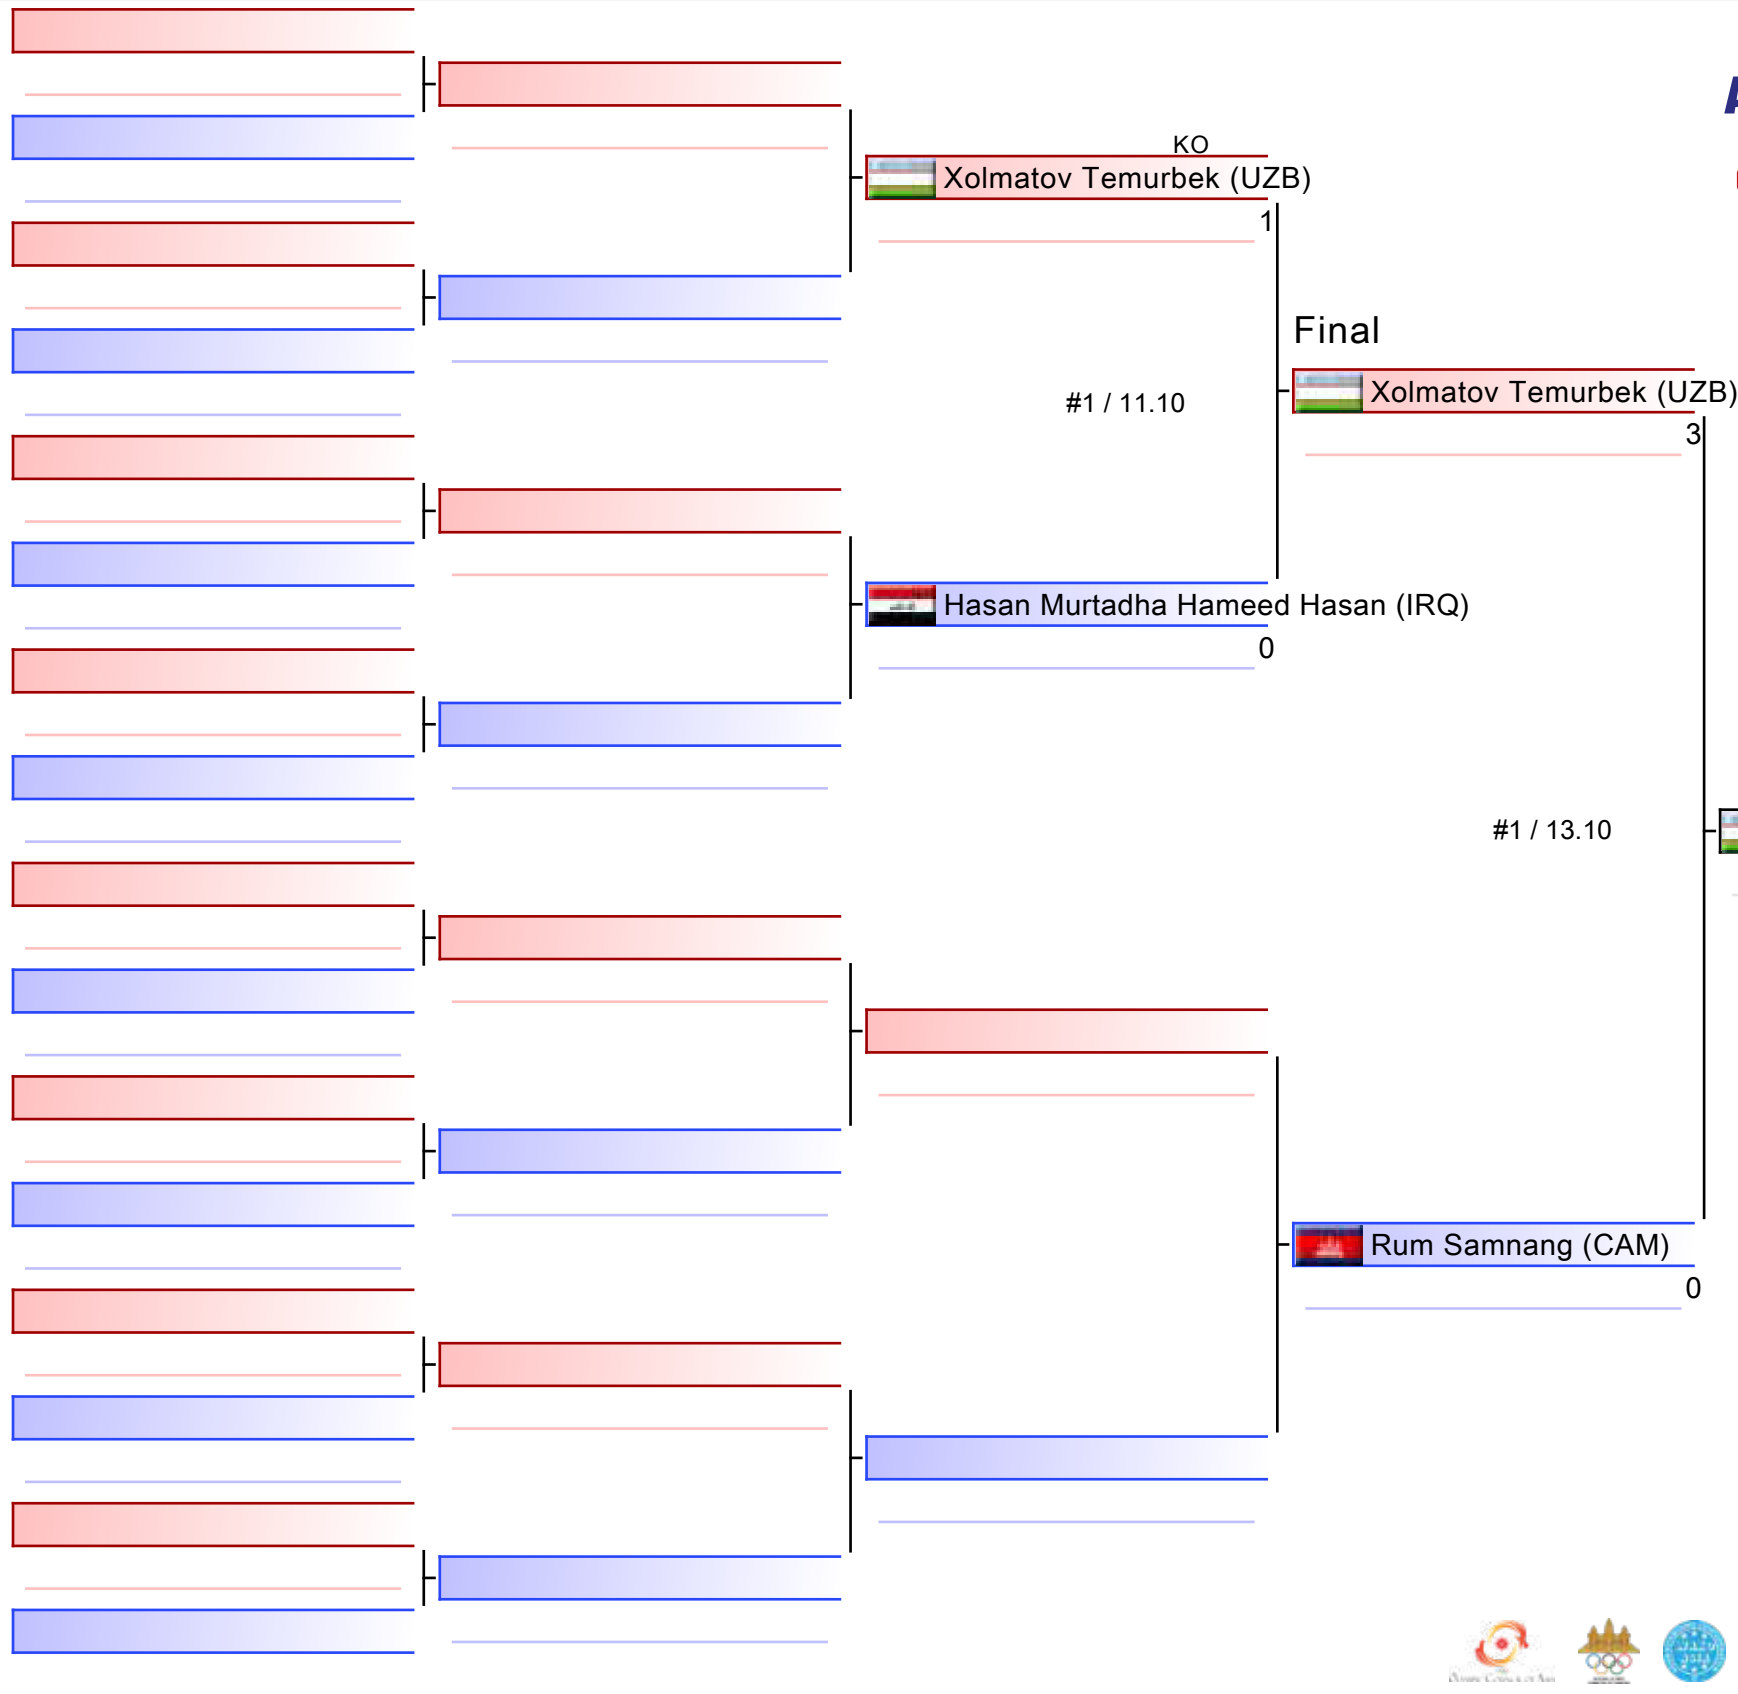 KO
Xolmatov Temurbek (UZB)
1
Final
Xolmatov Temurbek (UZB)
#1 / 11.10
3
Hasan Murtadha Hameed Hasan (IRQ)
0
#1 / 13.10
Rum Samnang (CAM)
0